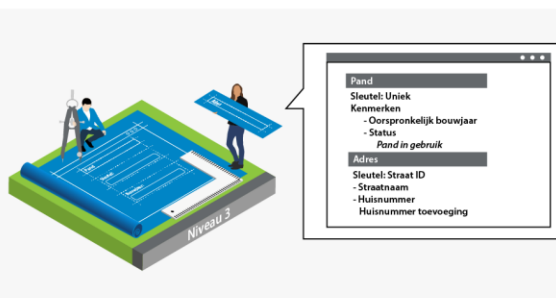 Pand
Sleutel: Uniek
Kenmerken
- Oorspronkelijk bouwjaar
- Status
Pand in gebruik
Adres
Sleutel: Straat ID
- Straatnaam
- Huisnummer
Huisnummer toevoeging
Pand
Niveau 3